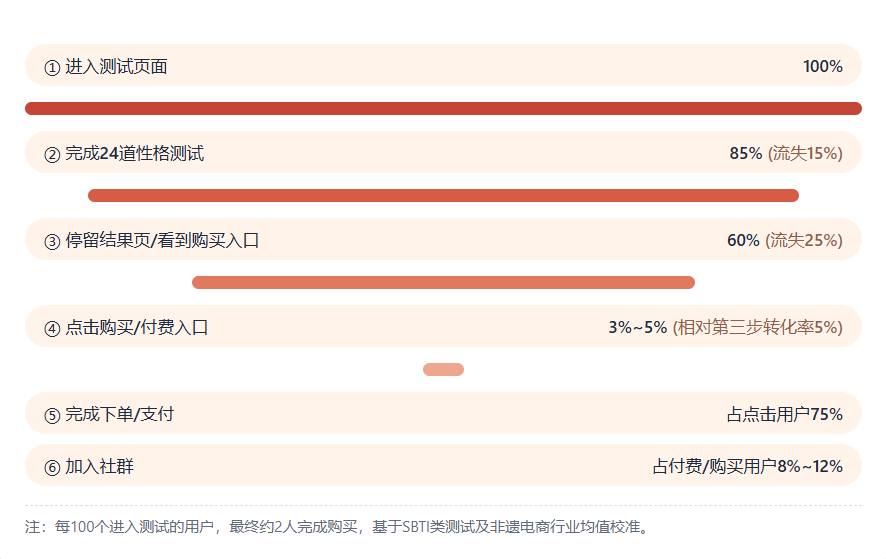 ① 进入测试页面 100%
② 完成24道性格测试 85% (流失15%)
③ 停留结果页/看到购买入口 60% (流失25%)
④ 点击购买/付费入口 3%~5% (相对第三步转化率5%)
⑤ 完成下单/支付 占点击用户75%
⑥ 加入社群 占付费/购买用户8%~12%
注：每100个进入测试的用户，最终约2人完成购买，基于SBTI类测试及非遗电商行业均值校准。